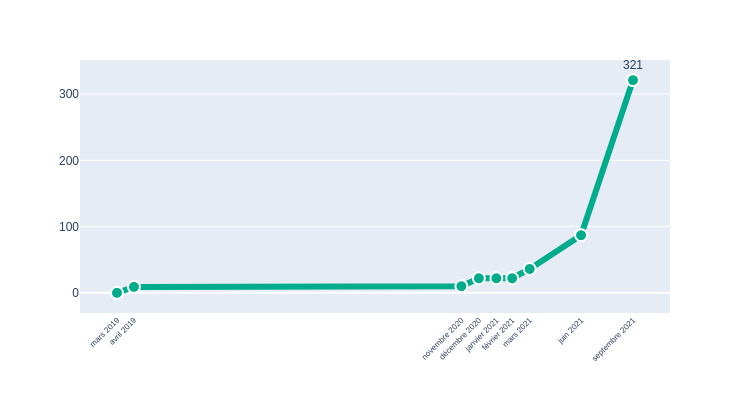 321
300
200
100
0
mars 2019
avril 2019
novembre 2020
décembre 2020
janvier 2021
février 2021
mars 2021
juin 2021
septembre 2021